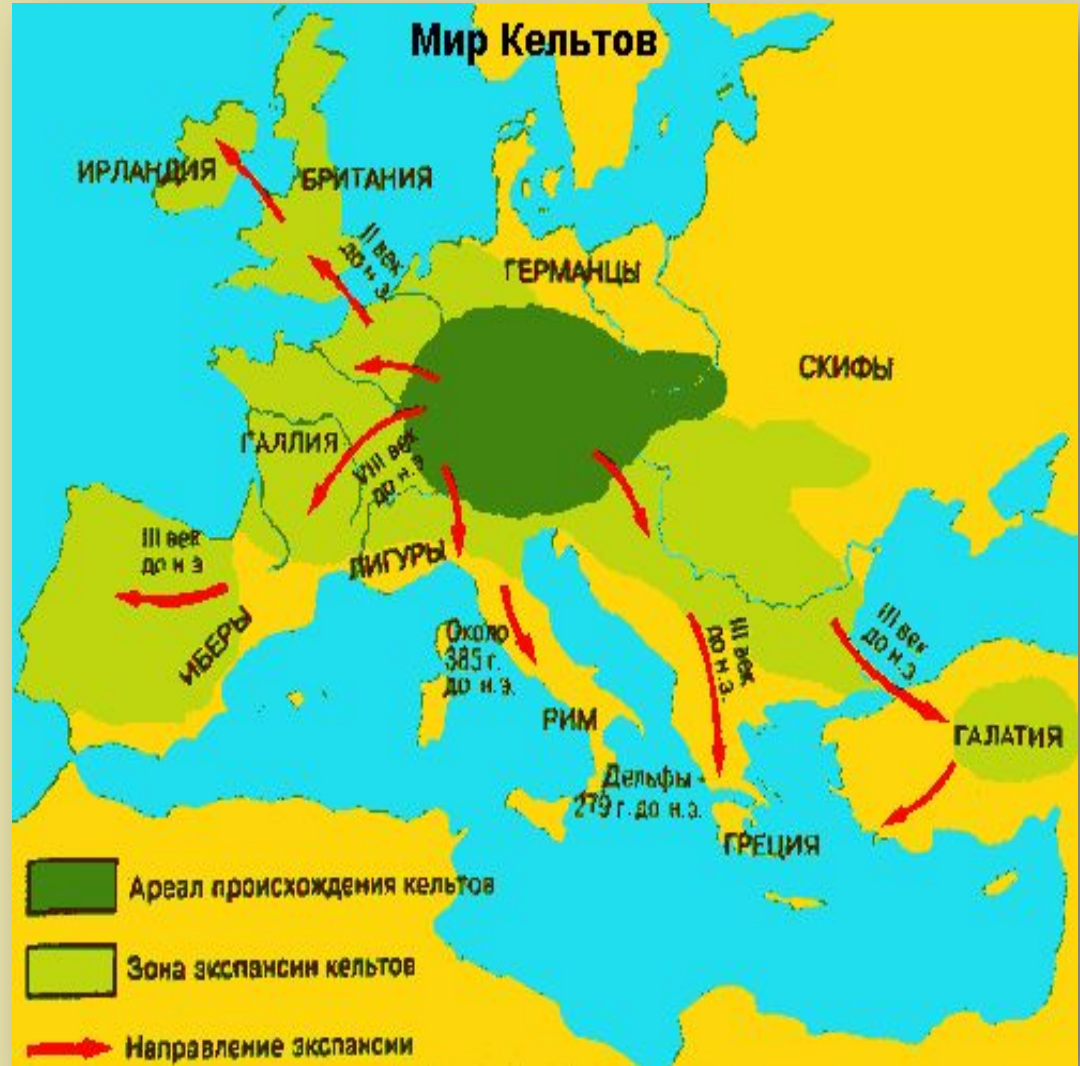 Мир Кельтов
ИРЛАНДИЯ
БРИТАНИЯ
II век
до н.э.
ГЕРМАНЦЫ
СКИФЫ
ГАЛЛИЯ
VIII век
до н.э
III век
до н.э
ЛИГУРЫ
ИБЕРЫ
Около
385 г.
до н.э.
III век
до н.э.
III век
до н.э.
РИМ
ГАЛАТИЯ
Дельфы
279 г. до н.э.
ГРЕЦИЯ
Ареал происхождения кельтов
Зона экспансии кельтов
Направление экспансии